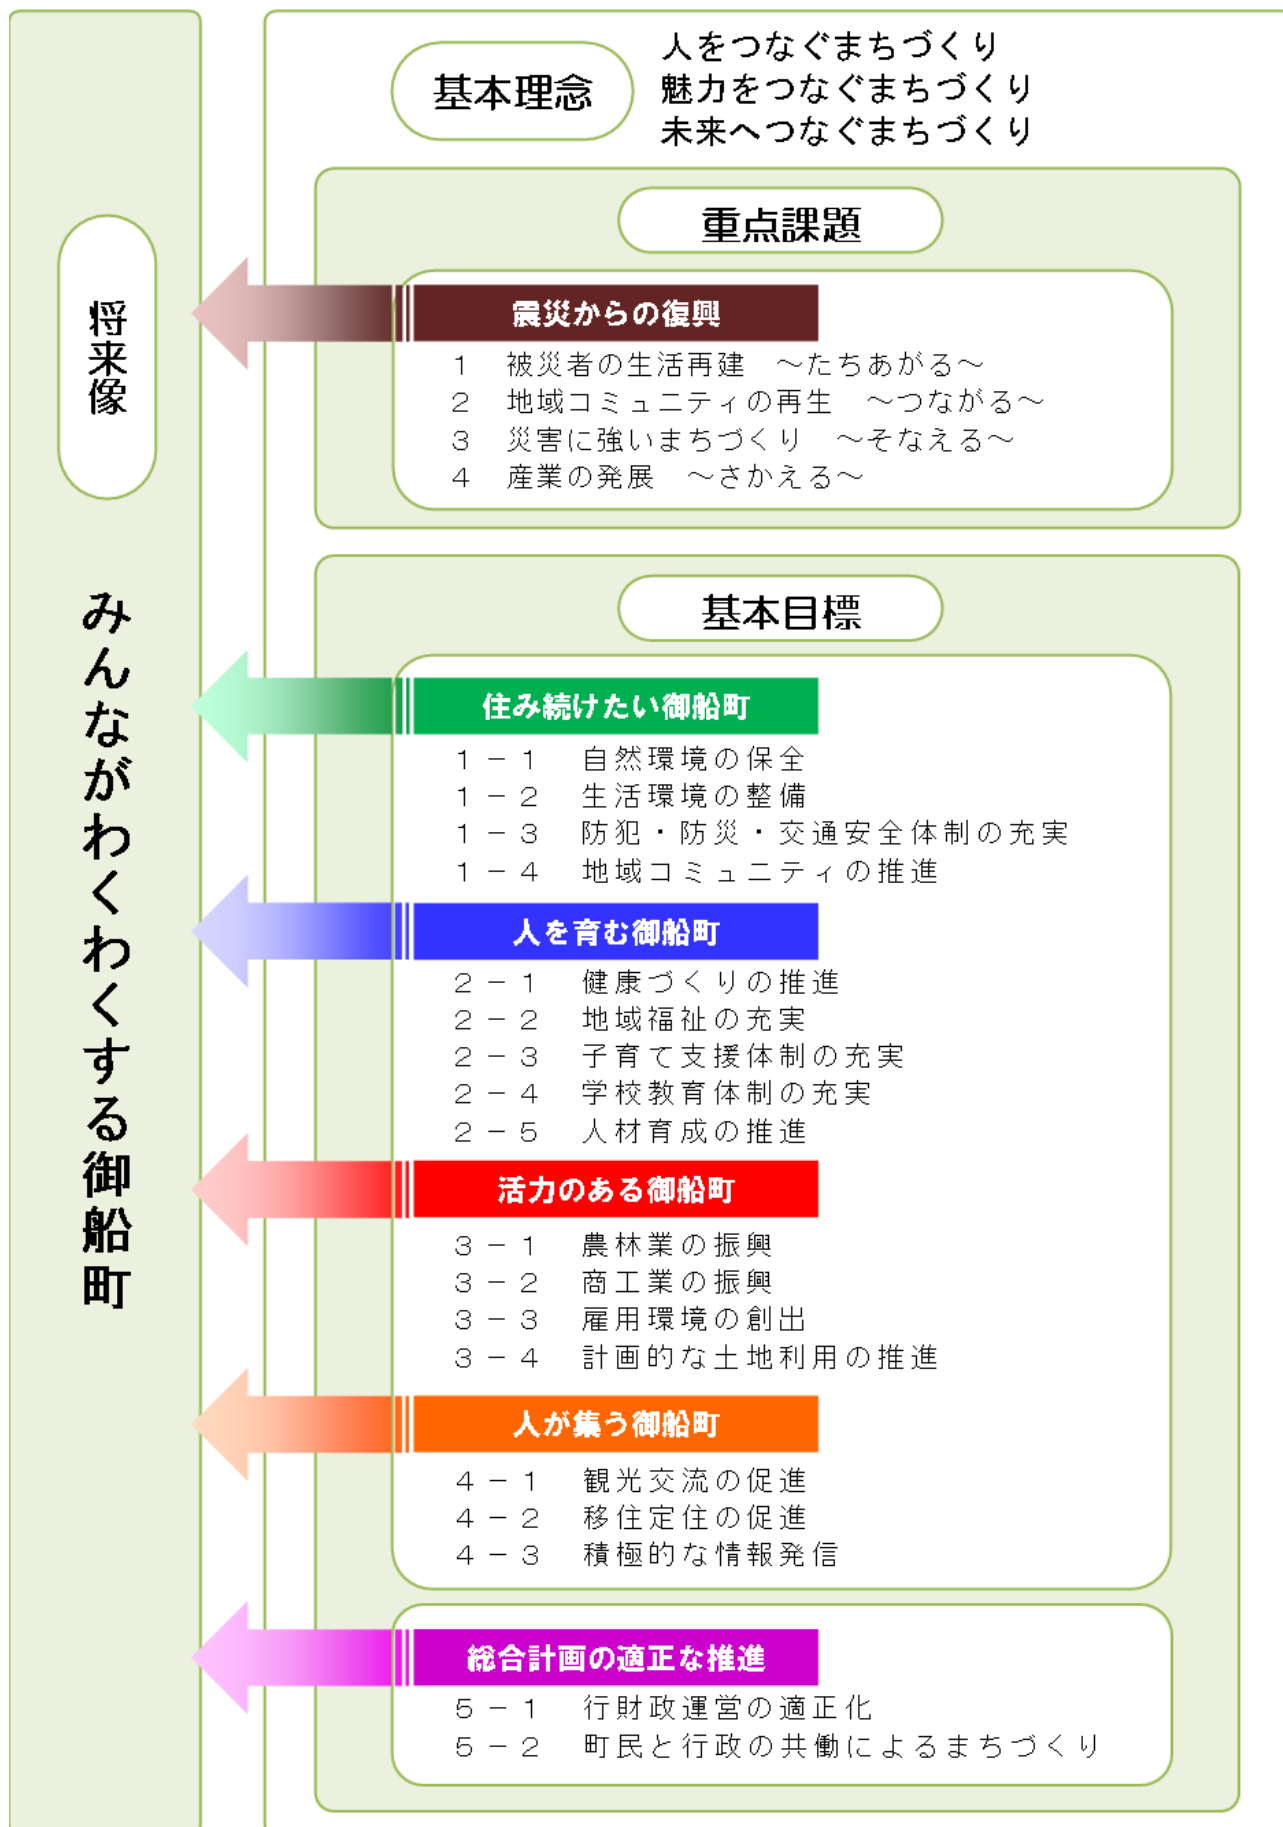 将来像
みんながわくわくする御船町
基本理念
人をつなぐまちづくり
魅力をつなぐまちづくり
未来へつなぐまちづくり
重点課題
震災からの復興
1 被災者の生活再建 ～たちあがる～
2 地域コミュニティの再生 ～つながる～
3 災害に強いまちづくり ～そなえる～
4 産業の発展 ～さかえる～
基本目標
住み続けたい御船町
1－1 自然環境の保全
1－2 生活環境の整備
1－3 防犯・防災・交通安全体制の充実
1－4 地域コミュニティの推進
人を育む御船町
2－1 健康づくりの推進
2－2 地域福祉の充実
2－3 子育て支援体制の充実
2－4 学校教育体制の充実
2－5 人材育成の推進
活力のある御船町
3－1 農林業の振興
3－2 商工業の振興
3－3 雇用環境の創出
3－4 計画的な土地利用の推進
人が集う御船町
4－1 観光交流の促進
4－2 移住定住の促進
4－3 積極的な情報発信
総合計画の適正な推進
5－1 行財政運営の適正化
5－2 町民と行政の共働によるまちづくり